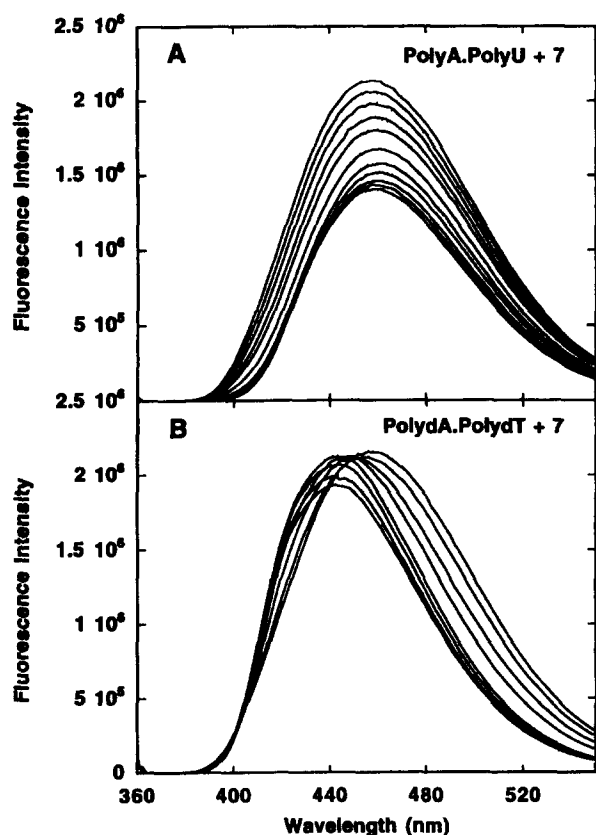 2.5 10⁶
A
PolyA.PolyU + 7
2 10⁶
1.5 10⁶
1 10⁶
5 10⁵
Fluorescence Intensity
2.5 10⁶
B
PolydA.PolydT + 7
2 10⁶
1.5 10⁶
1 10⁶
5 10⁵
0
Fluorescence Intensity
360 400 440 480 520
Wavelength (nm)